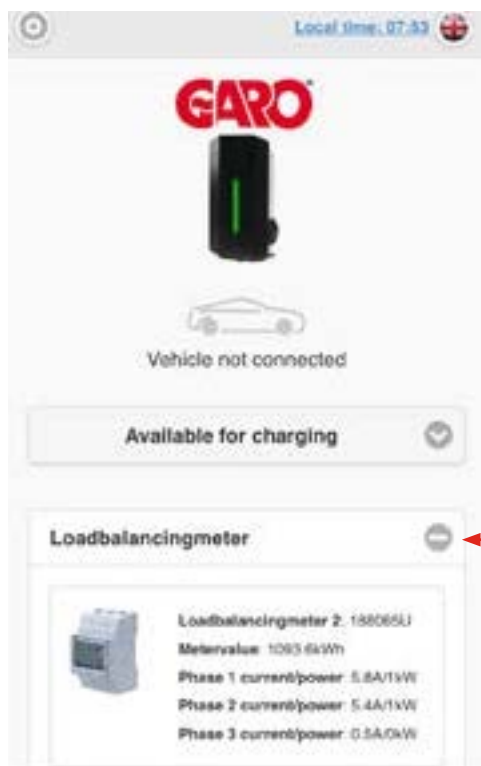 Local time: 07:53
GARO
Vehicle not connected
Available for charging
Loadbalancingmeter
Loadbalancingmeter 2: 188065U
Metervalue: 1093.6kWh
Phase 1 current/power: 5.8A/1kW
Phase 2 current/power: 5.4A/1kW
Phase 3 current/power: 0.5A/0kW